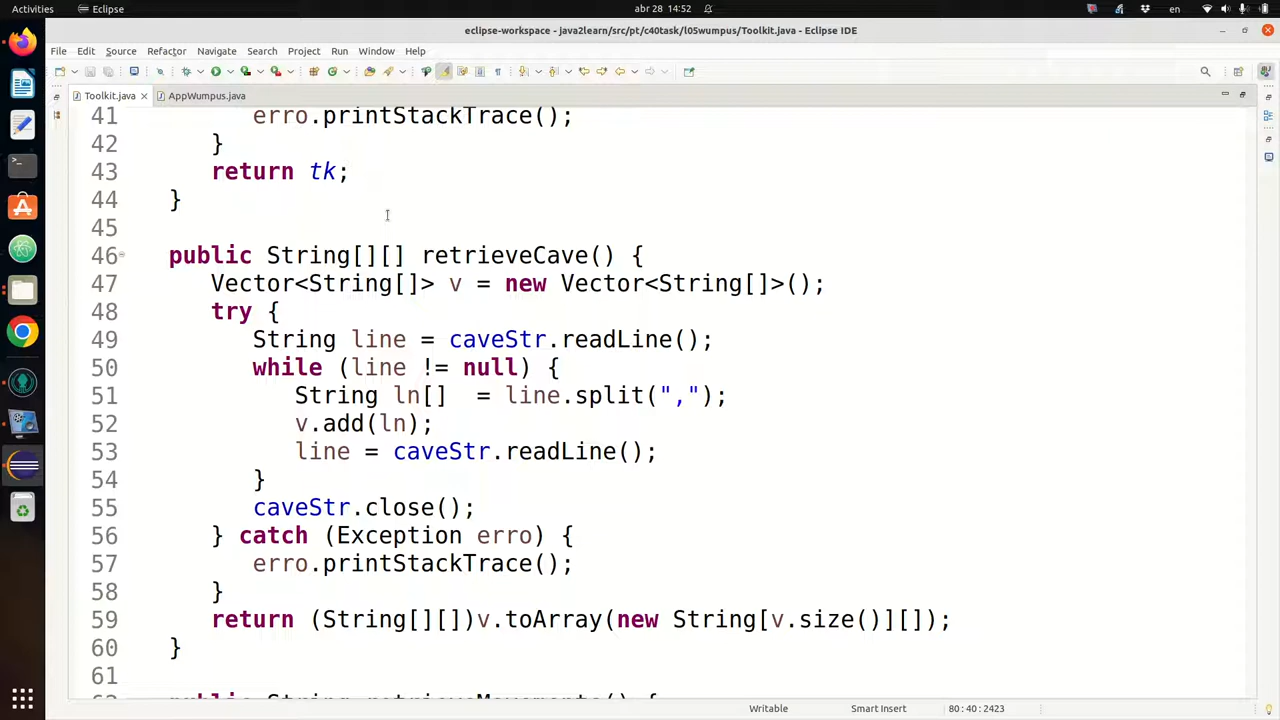 Activities
Eclipse
abr 28 14:52
en
eclipse-workspace - java2learn/src/pt/c40task/l05wumpus/Toolkit.java - Eclipse IDE
File Edit Source Refactor Navigate Search Project Run Window Help
Toolkit.java
AppWumpus.java
41 erro.printStackTrace();
42 }
43 return tk;
44 }
45
46 public String[][] retrieveCave() {
47 Vector<String[]> v = new Vector<String[]>();
48 try {
49 String line = caveStr.readLine();
50 while (line != null) {
51 String ln[]  = line.split(",");
52 v.add(ln);
53 line = caveStr.readLine();
54 }
55 caveStr.close();
56 } catch (Exception erro) {
57 erro.printStackTrace();
58 }
59 return (String[][])v.toArray(new String[v.size()][]);
60 }
61
62 public String retrieveMovements() {
Writable
Smart Insert
80:40:2423